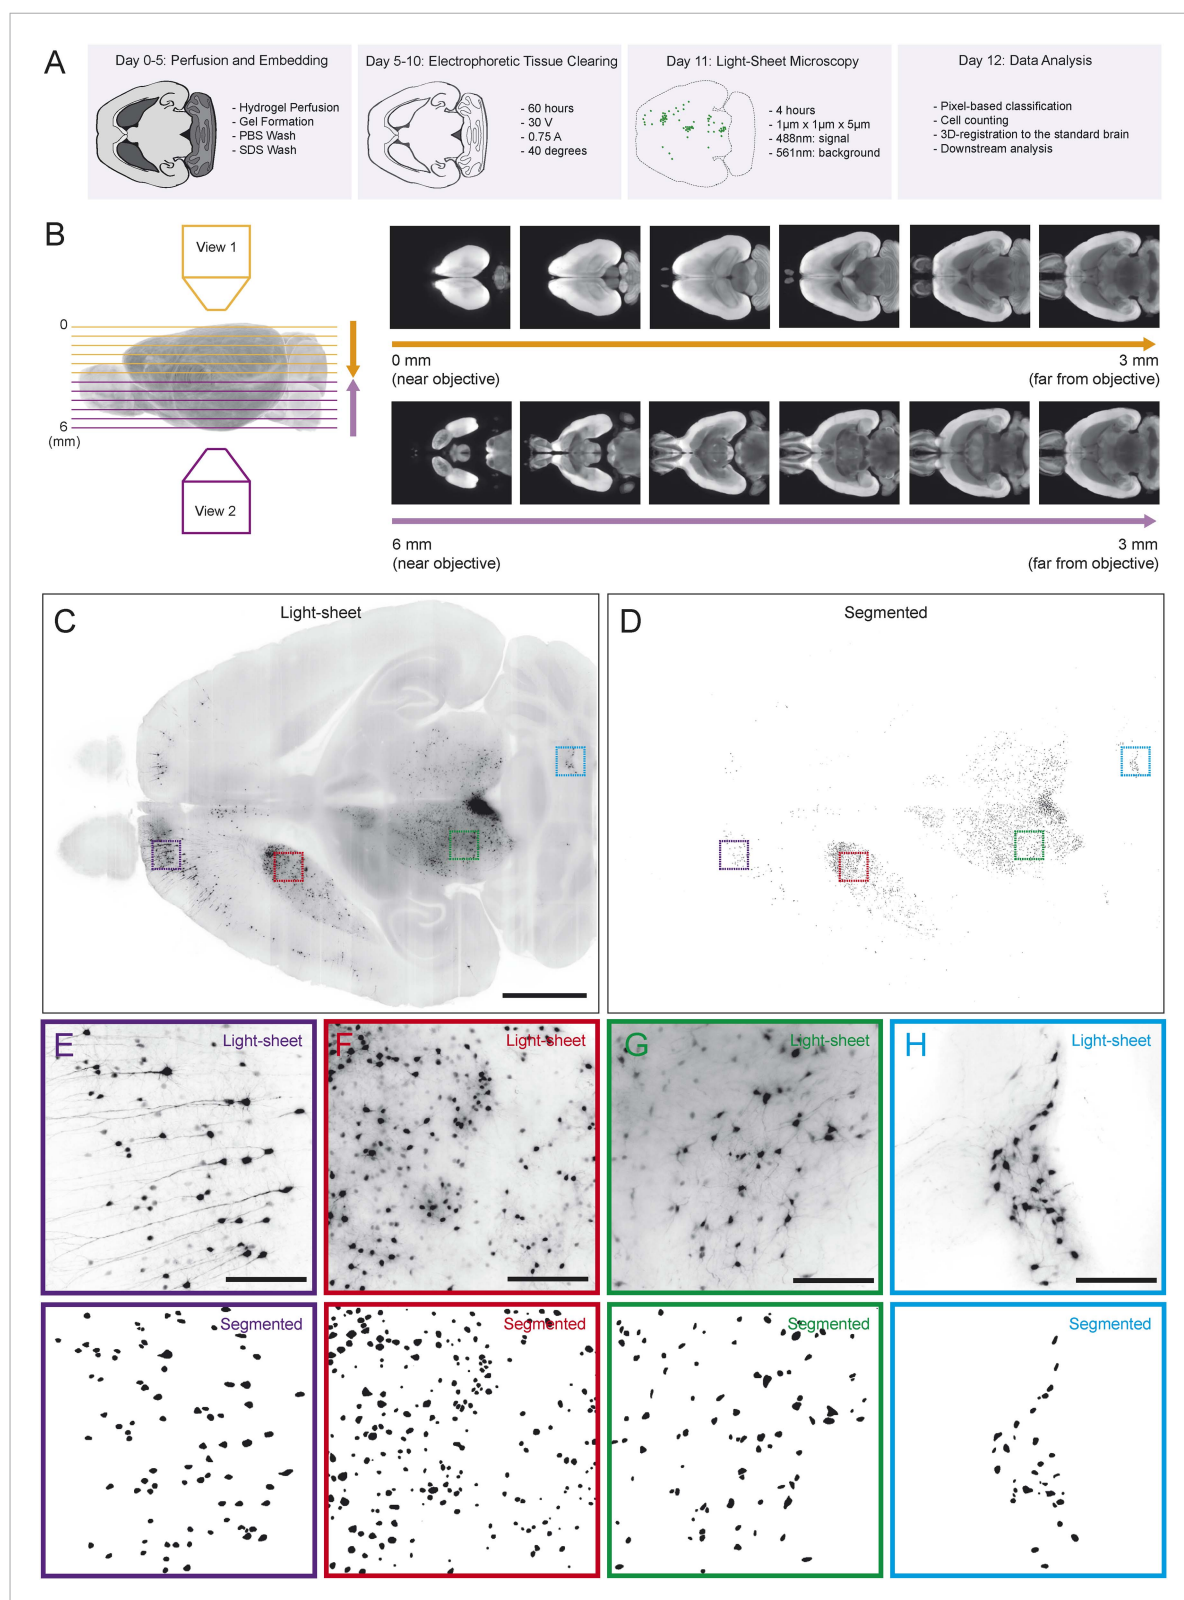 A
Day 0-5: Perfusion and Embedding
- Hydrogel Perfusion
- Gel Formation
- PBS Wash
- SDS Wash
Day 5-10: Electrophoretic Tissue Clearing
- 60 hours
- 30 V
- 0.75 A
- 40 degrees
Day 11: Light-Sheet Microscopy
- 4 hours
- 1µm x 1µm x 5µm
- 488nm: signal
- 561nm: background
Day 12: Data Analysis
- Pixel-based classification
- Cell counting
- 3D-registration to the standard brain
- Downstream analysis
B
View 1
0
6
(mm)
View 2
0 mm
(near objective)
3 mm
(far from objective)
6 mm
(near objective)
3 mm
(far from objective)
C
Light-sheet
D
Segmented
E
Light-sheet
F
Light-sheet
G
Light-sheet
H
Light-sheet
Segmented
Segmented
Segmented
Segmented